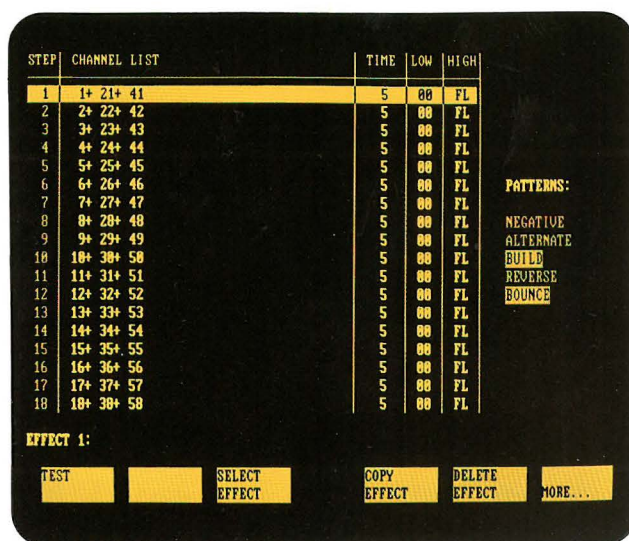 STEP CHANNEL LIST TIME LOW HIGH
1 1+ 21+ 41 5 00 FL
2 2+ 22+ 42 5 00 FL
3 3+ 23+ 43 5 00 FL
4 4+ 24+ 44 5 00 FL
5 5+ 25+ 45 5 00 FL
6 6+ 26+ 46 5 00 FL
7 7+ 27+ 47 5 00 FL
8 8+ 28+ 48 5 00 FL
9 9+ 29+ 49 5 00 FL
10 10+ 30+ 50 5 00 FL
11 11+ 31+ 51 5 00 FL
12 12+ 32+ 52 5 00 FL
13 13+ 33+ 53 5 00 FL
14 14+ 34+ 54 5 00 FL
15 15+ 35+ 55 5 00 FL
16 16+ 36+ 56 5 00 FL
17 17+ 37+ 57 5 00 FL
18 18+ 38+ 58 5 00 FL
PATTERNS:
NEGATIVE
ALTERNATE
BUILD
REVERSE
BOUNCE
EFFECT 1:
TEST
SELECT
EFFECT
COPY
EFFECT
DELETE
EFFECT
MORE...